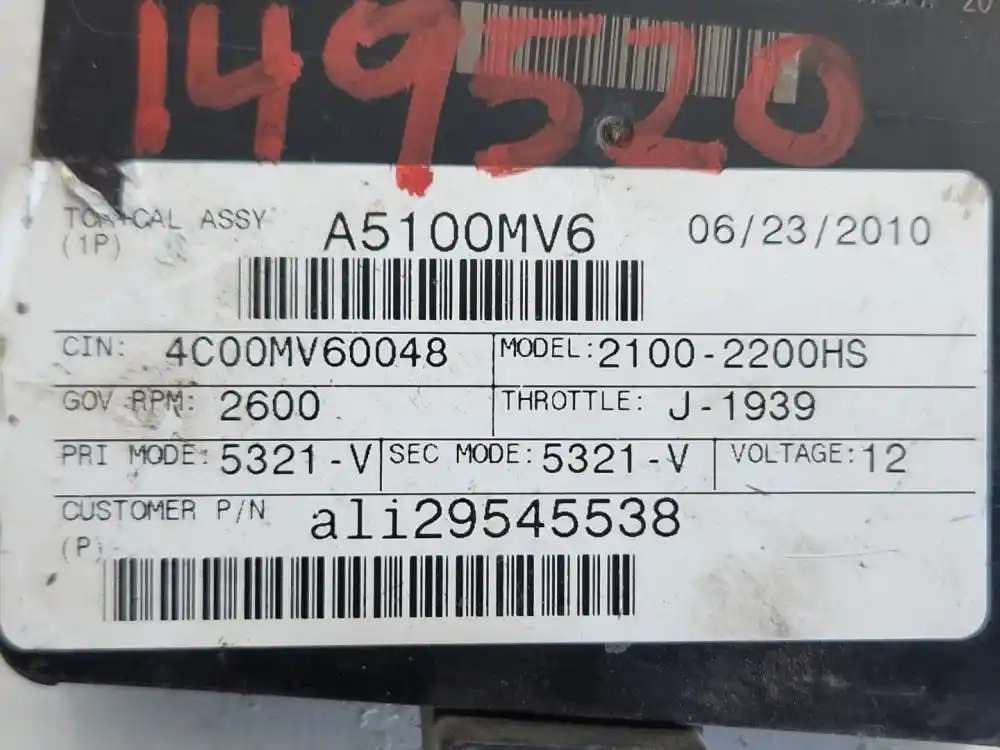 149520
ASSY A5100MV6 06/23/2010
(1P)
CIN: 4C00MV60048 MODEL: 2100-2200HS
GOV RPM: 2600 THROTTLE: J-1939
PRI MODE: 5321-V SEC MODE: 5321-V VOLTAGE: 12
CUSTOMER P/N ali29545538
(P)